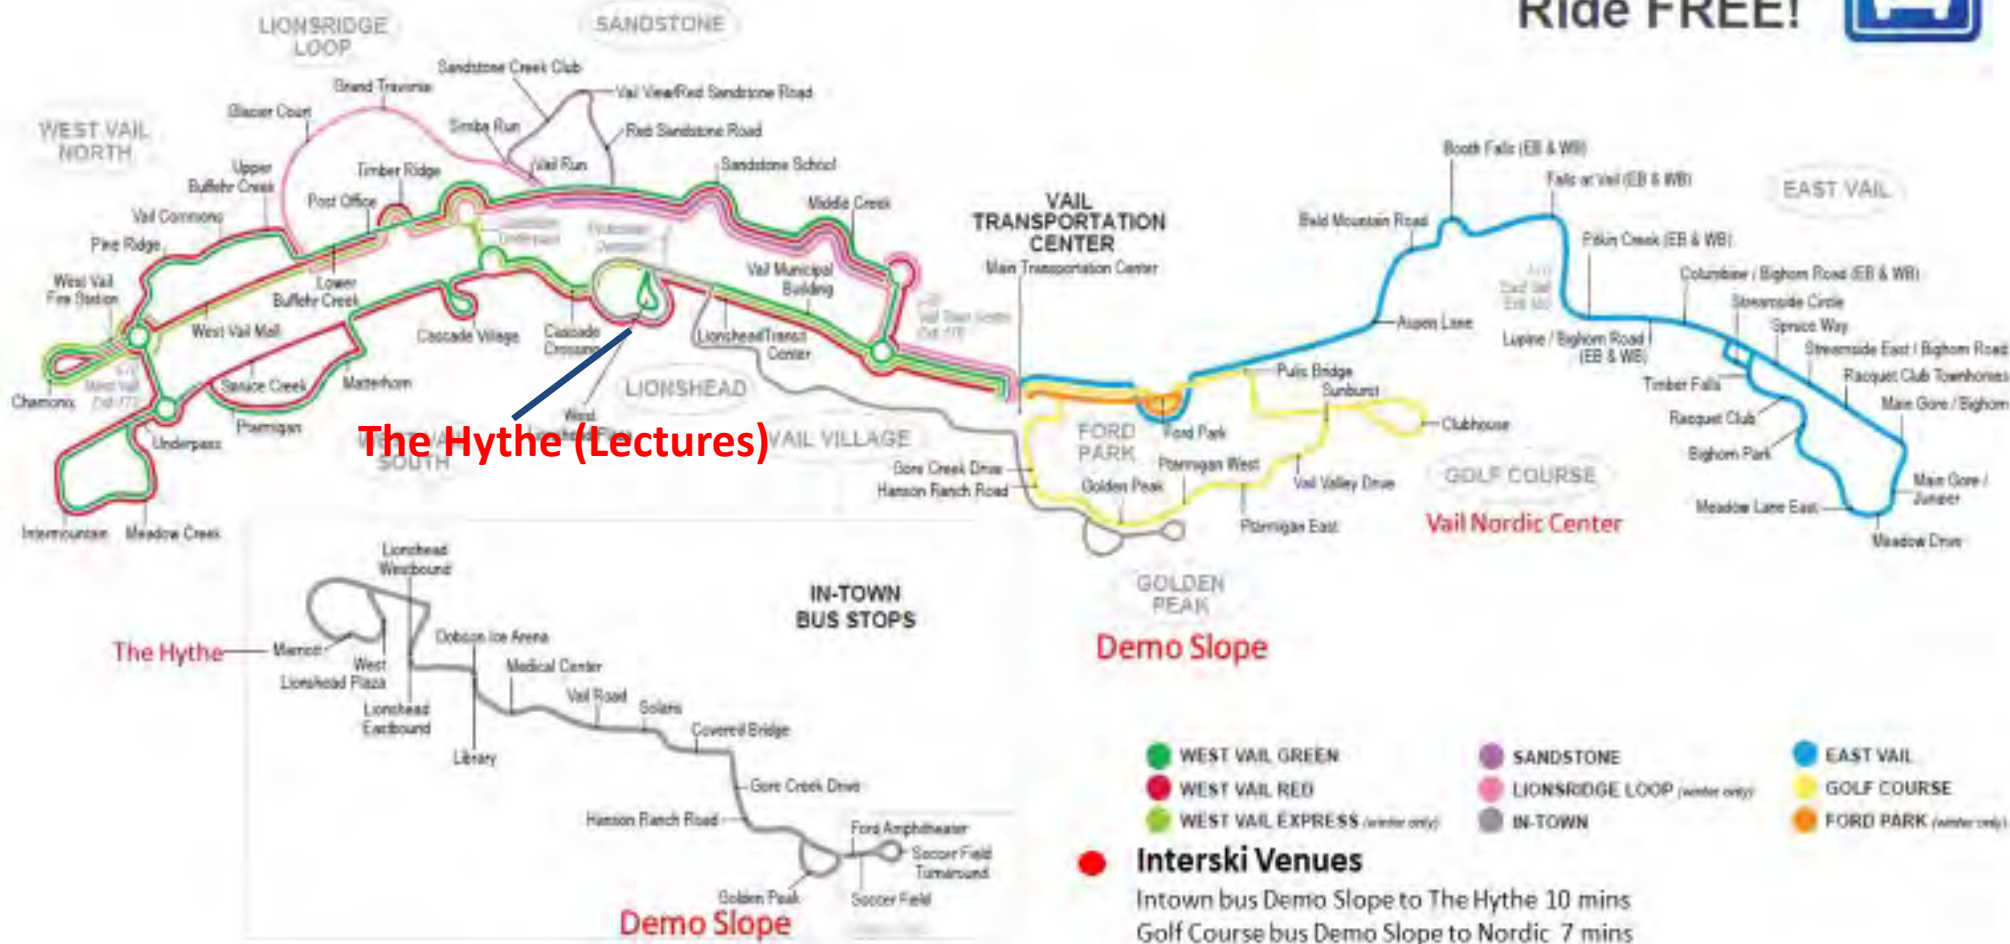 Ride FREE!
LIONSRIDGE
LOOP
SANDSTONE
Sandstone Creek Club
Vail View/Red Sandstone Road
Grand Traverse
Glacier Court
Simba Run
Red Sandstone Road
WEST VAIL
NORTH
Vail Run
Sandstone School
Upper
Buffehr Creek
Timber Ridge
Post Office
Middle Creek
Vail Commons
Pine Ridge
West Vail
Fire Station
Lower
Buffehr Creek
West Vail Mall
Vail Municipal
Building
Cascade Village
Cascade
Crossing
Lionshead Transit
Center
Chamonix
Service Creek
Matterhorn
Ptarmigan
Underpass
Intermountain
Meadow Creek
LIONSHEAD
West
The Hythe (Lectures)
SOUTH
VAIL VILLAGE
VAIL
TRANSPORTATION
CENTER
Main Transportation Center
Booth Falls (EB & WB)
Falls at Vail (EB & WB)
EAST VAIL
Bald Mountain Road
Pitkin Creek (EB & WB)
Columbine / Bighorn Road (EB & WB)
Streamside Circle
Aspen Lane
Spruce Way
Lupine / Bighorn Road
(EB & WB)
Streamside East / Bighorn Road
Racquet Club Townhomes
Timber Falls
Main Gore / Bighorn
Racquet Club
Bighorn Park
Main Gore /
Juniper
Meadow Lane East
Meadow Drive
Pulis Bridge
Sunburst
Clubhouse
FORD
PARK
Ford Park
Gore Creek Drive
Hanson Ranch Road
Ptarmigan West
Golden Peak
Vail Valley Drive
Ptarmigan East
GOLF COURSE
Vail Nordic Center
GOLDEN
PEAK
Demo Slope
IN-TOWN
BUS STOPS
Lionshead
Westbound
The Hythe
Marriott
West
Lionshead Plaza
Dobson Ice Arena
Lionshead
Eastbound
Medical Center
Vail Road
Solaris
Library
Covered Bridge
Gore Creek Drive
Hanson Ranch Road
Ford Amphitheater
Soccer Field
Turnaround
Golden Peak
Soccer Field
Demo Slope
WEST VAIL GREEN
WEST VAIL RED
WEST VAIL EXPRESS (winter only)
SANDSTONE
LIONSRIDGE LOOP (winter only)
IN-TOWN
EAST VAIL
GOLF COURSE
FORD PARK (winter only)
Interski Venues
Intown bus Demo Slope to The Hythe 10 mins
Golf Course bus Demo Slope to Nordic 7 mins